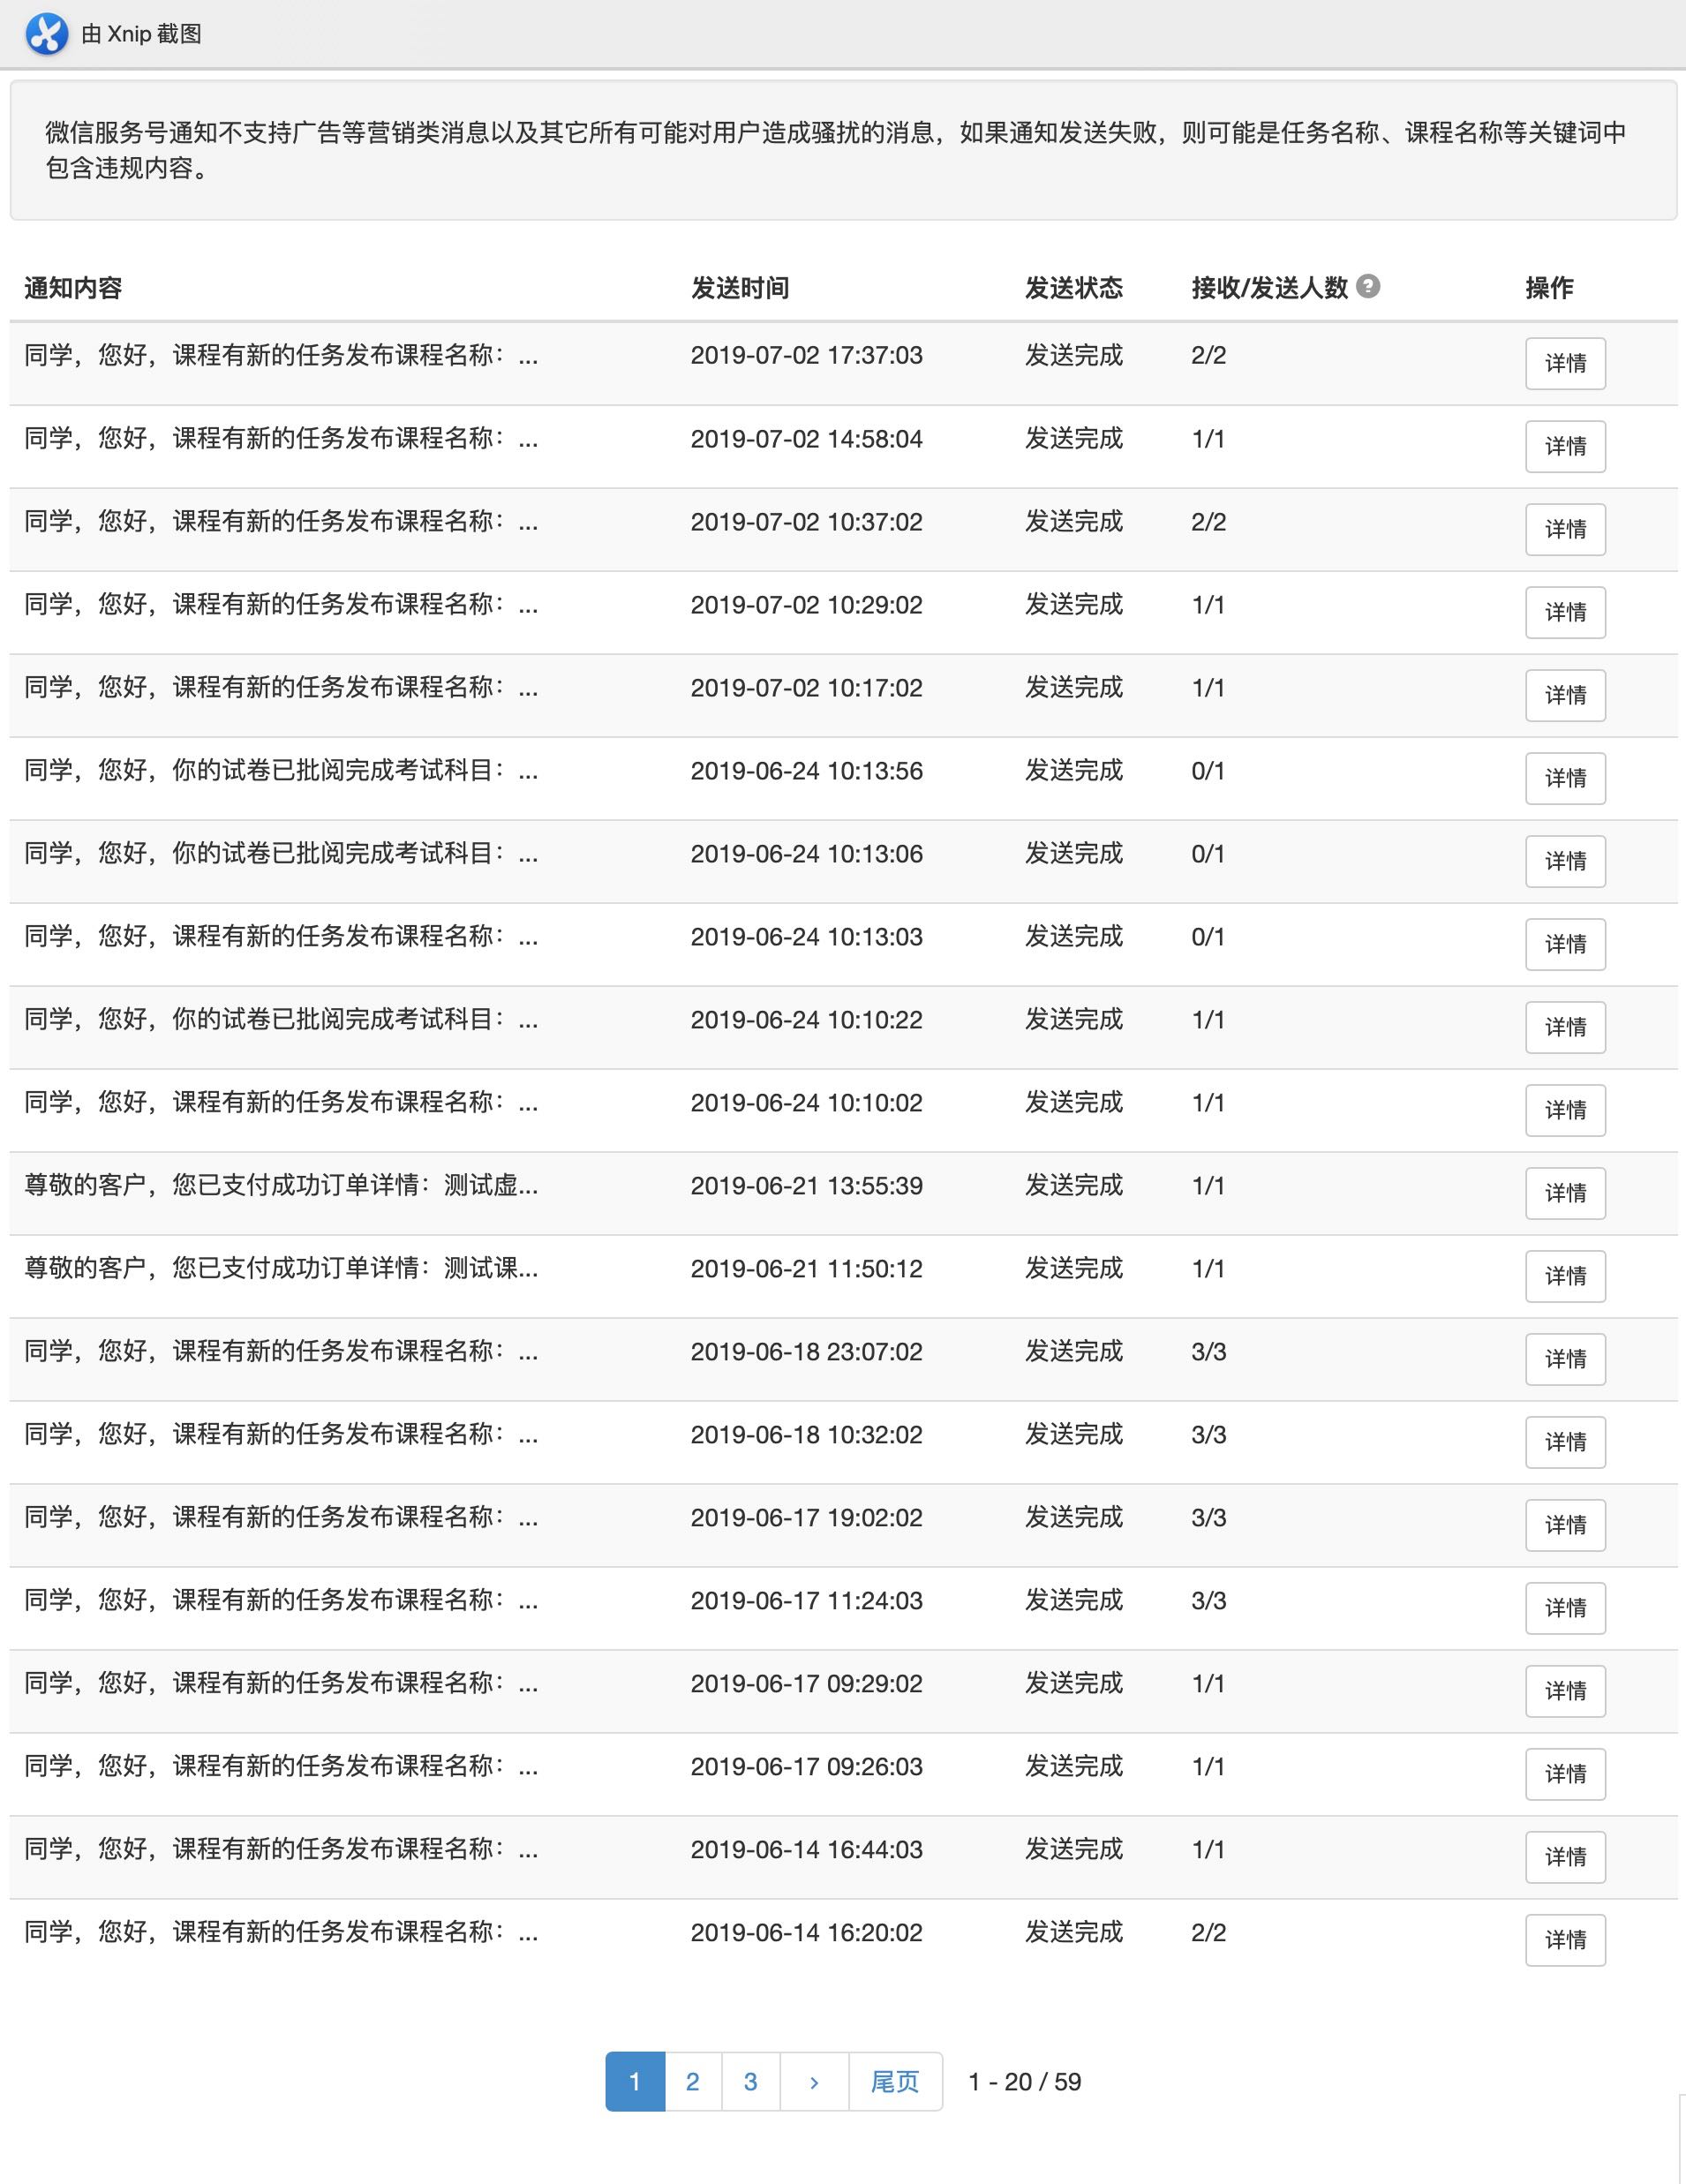 由 Xnip 截图
微信服务号通知不支持广告等营销类消息以及其它所有可能对用户造成骚扰的消息，如果通知发送失败，则可能是任务名称、课程名称等关键词中
包含违规内容。
通知内容 发送时间 发送状态 接收/发送人数 ? 操作
同学，您好，课程有新的任务发布课程名称：... 2019-07-02 17:37:03 发送完成 2/2 详情
同学，您好，课程有新的任务发布课程名称：... 2019-07-02 14:58:04 发送完成 1/1 详情
同学，您好，课程有新的任务发布课程名称：... 2019-07-02 10:37:02 发送完成 2/2 详情
同学，您好，课程有新的任务发布课程名称：... 2019-07-02 10:29:02 发送完成 1/1 详情
同学，您好，课程有新的任务发布课程名称：... 2019-07-02 10:17:02 发送完成 1/1 详情
同学，您好，你的试卷已批阅完成考试科目：... 2019-06-24 10:13:56 发送完成 0/1 详情
同学，您好，你的试卷已批阅完成考试科目：... 2019-06-24 10:13:06 发送完成 0/1 详情
同学，您好，课程有新的任务发布课程名称：... 2019-06-24 10:13:03 发送完成 0/1 详情
同学，您好，你的试卷已批阅完成考试科目：... 2019-06-24 10:10:22 发送完成 1/1 详情
同学，您好，课程有新的任务发布课程名称：... 2019-06-24 10:10:02 发送完成 1/1 详情
尊敬的客户，您已支付成功订单详情：测试虚... 2019-06-21 13:55:39 发送完成 1/1 详情
尊敬的客户，您已支付成功订单详情：测试课... 2019-06-21 11:50:12 发送完成 1/1 详情
同学，您好，课程有新的任务发布课程名称：... 2019-06-18 23:07:02 发送完成 3/3 详情
同学，您好，课程有新的任务发布课程名称：... 2019-06-18 10:32:02 发送完成 3/3 详情
同学，您好，课程有新的任务发布课程名称：... 2019-06-17 19:02:02 发送完成 3/3 详情
同学，您好，课程有新的任务发布课程名称：... 2019-06-17 11:24:03 发送完成 3/3 详情
同学，您好，课程有新的任务发布课程名称：... 2019-06-17 09:29:02 发送完成 1/1 详情
同学，您好，课程有新的任务发布课程名称：... 2019-06-17 09:26:03 发送完成 1/1 详情
同学，您好，课程有新的任务发布课程名称：... 2019-06-14 16:44:03 发送完成 1/1 详情
同学，您好，课程有新的任务发布课程名称：... 2019-06-14 16:20:02 发送完成 2/2 详情
1 2 3 › 尾页 1 - 20 / 59